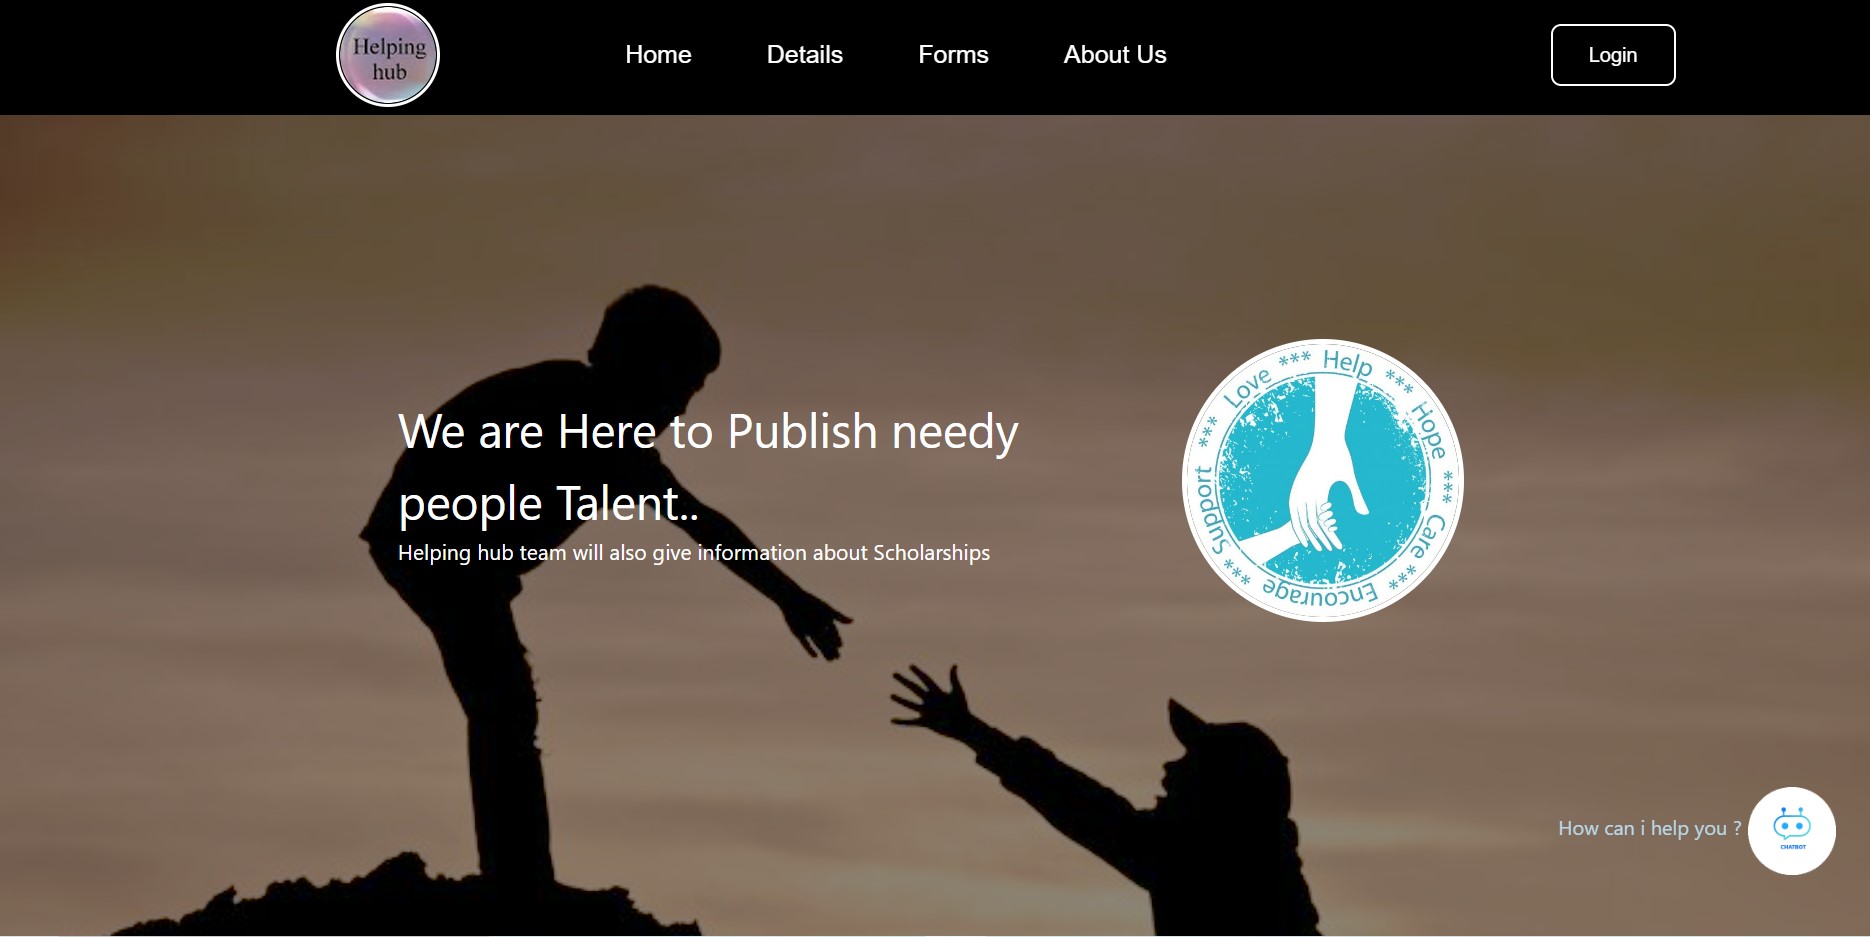 Helping
hub
Home
Details
Forms
About Us
Login
We are Here to Publish needy
people Talent..
Helping hub team will also give information about Scholarships
Help *** Hope *** Care *** Encourage *** Support *** Love ***
How can i help you ?
CHATBOT